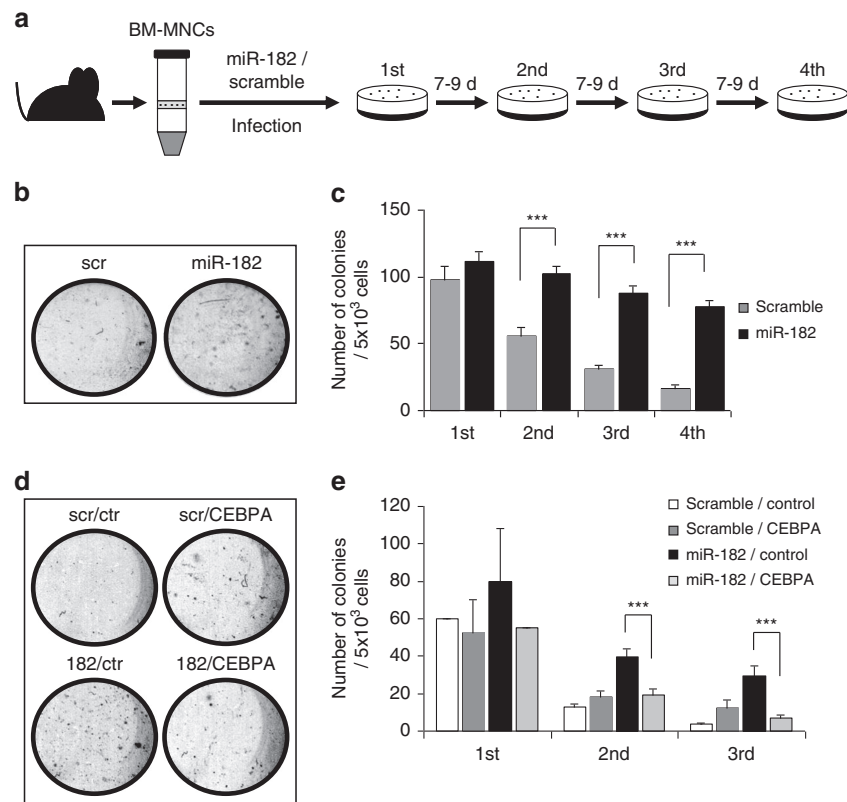 a
BM-MNCs
miR-182 /
scramble
Infection
1st
7-9 d
2nd
7-9 d
3rd
7-9 d
4th
b
scr
miR-182
c
Number of colonies
/ 5x10³ cells
150
100
50
0
***
***
***
1st
2nd
3rd
4th
Scramble
miR-182
d
scr/ctr
scr/CEBPA
182/ctr
182/CEBPA
e
Number of colonies
/ 5x10³ cells
120
100
80
60
40
20
0
***
***
1st
2nd
3rd
Scramble / control
Scramble / CEBPA
miR-182 / control
miR-182 / CEBPA